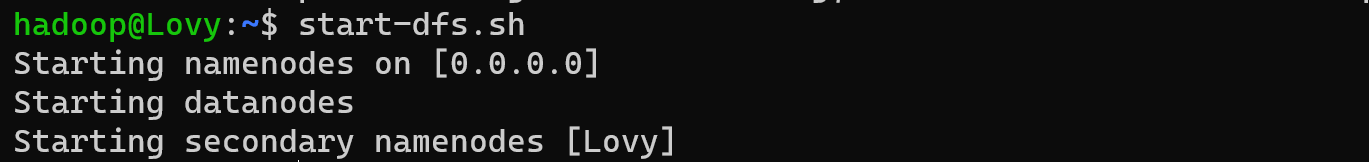 hadoop@Lovy:~$ start-dfs.sh
Starting namenodes on [0.0.0.0]
Starting datanodes
Starting secondary namenodes [Lovy]